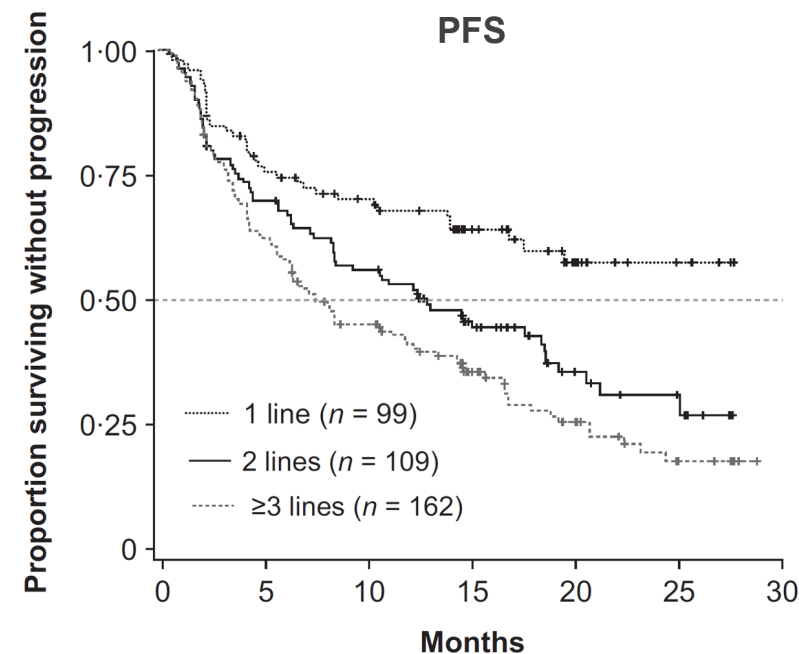 PFS
Proportion surviving without progression
1·00
0·75
0·50
0·25
0
1 line (n = 99)
2 lines (n = 109)
≥3 lines (n = 162)
0 5 10 15 20 25 30
Months